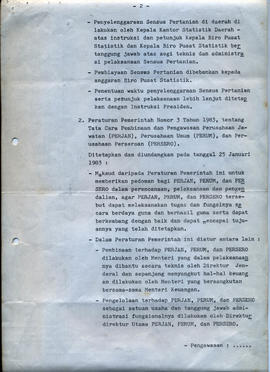 - 2 -
- Penyelenggaraan Sensus Pertanian di daerah di
lakukan oleh Kepala Kantor Statistik Daerah -
atas instruksi dan petunjuk Kepala Biro Pusat
Statistik dan Kepala Biro Pusat Statistik ber
tanggung jawab atas segi teknis dan administra
si pelaksanaan Sensus Pertanian.
- Pembiayaan Sensus Pertanian dibebankan kepada
anggaran Biro Pusat Statistik.
- Penentuan waktu penyelenggaraan Sensus Pertanian
serta petunjuk pelaksanaan lebih lanjut ditetap
kan dengan Instruksi Presiden.
2. Peraturan Pemerintah Nomor 3 Tahun 1983, tentang
Tata Cara Pembinaan dan Pengawasan Perusahaan Ja-
watan (PERJAN), Perusahaan Umum (PERUM), dan Per-
usahaan Perseroan (PERSERO).
Ditetapkan dan diundangkan pada tanggal 25 Januari
1983 :
- Maksud daripada Peraturan Pemerintah ini untuk
memberikan pedoman bagi PERJAN, PERUM, dan PER
SERO dalam perencanaan, pelaksanaan dan pengen
dalian, agar PERJAN, PERUM, dan PERSERO terse-
but dapat melaksanakan tugas dan fungsinya se
cara berdaya guna dan berhasil guna serta dapat
berkembang dengan baik dan dapat mencapai tuju-
annya yang telah ditetapkan.
- Dalam Peraturan Pemerintah ini diatur antara lain :
- Pembinaan terhadap PERJAN, PERUM, dan PERSERO
dilakukan oleh Menteri yang dalam pelaksanaan
nya dibantu secara teknis oleh Direktur Jen-
deral dan sepanjang menyangkut hal-hal keuang
an dilakukan oleh Menteri yang bersangkutan
bersama-sama Menteri Keuangan.
- Pengelolaan terhadap PERJAN, PERUM, dan PERSERO
sebagai satuan usaha dan tanggung jawab admi
nistrasi fungsionalnya dilakukan oleh Direktur
Direktur Utama PERJAN, PERUM, dan PERSERO.
- Pengawasan : ......